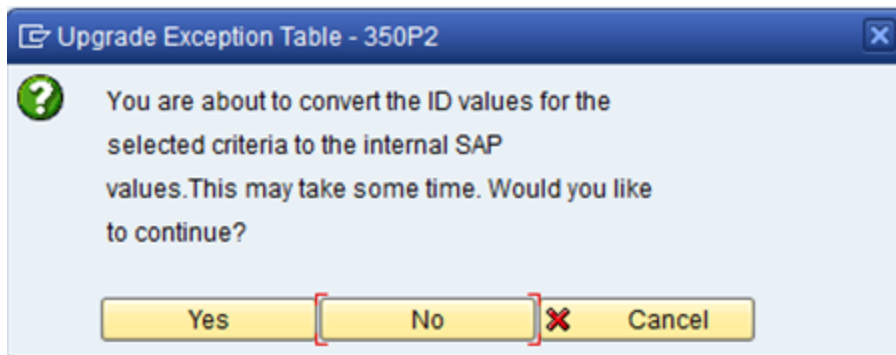 Upgrade Exception Table - 350P2
You are about to convert the ID values for the
selected criteria to the internal SAP
values.This may take some time. Would you like
to continue?
Yes No Cancel